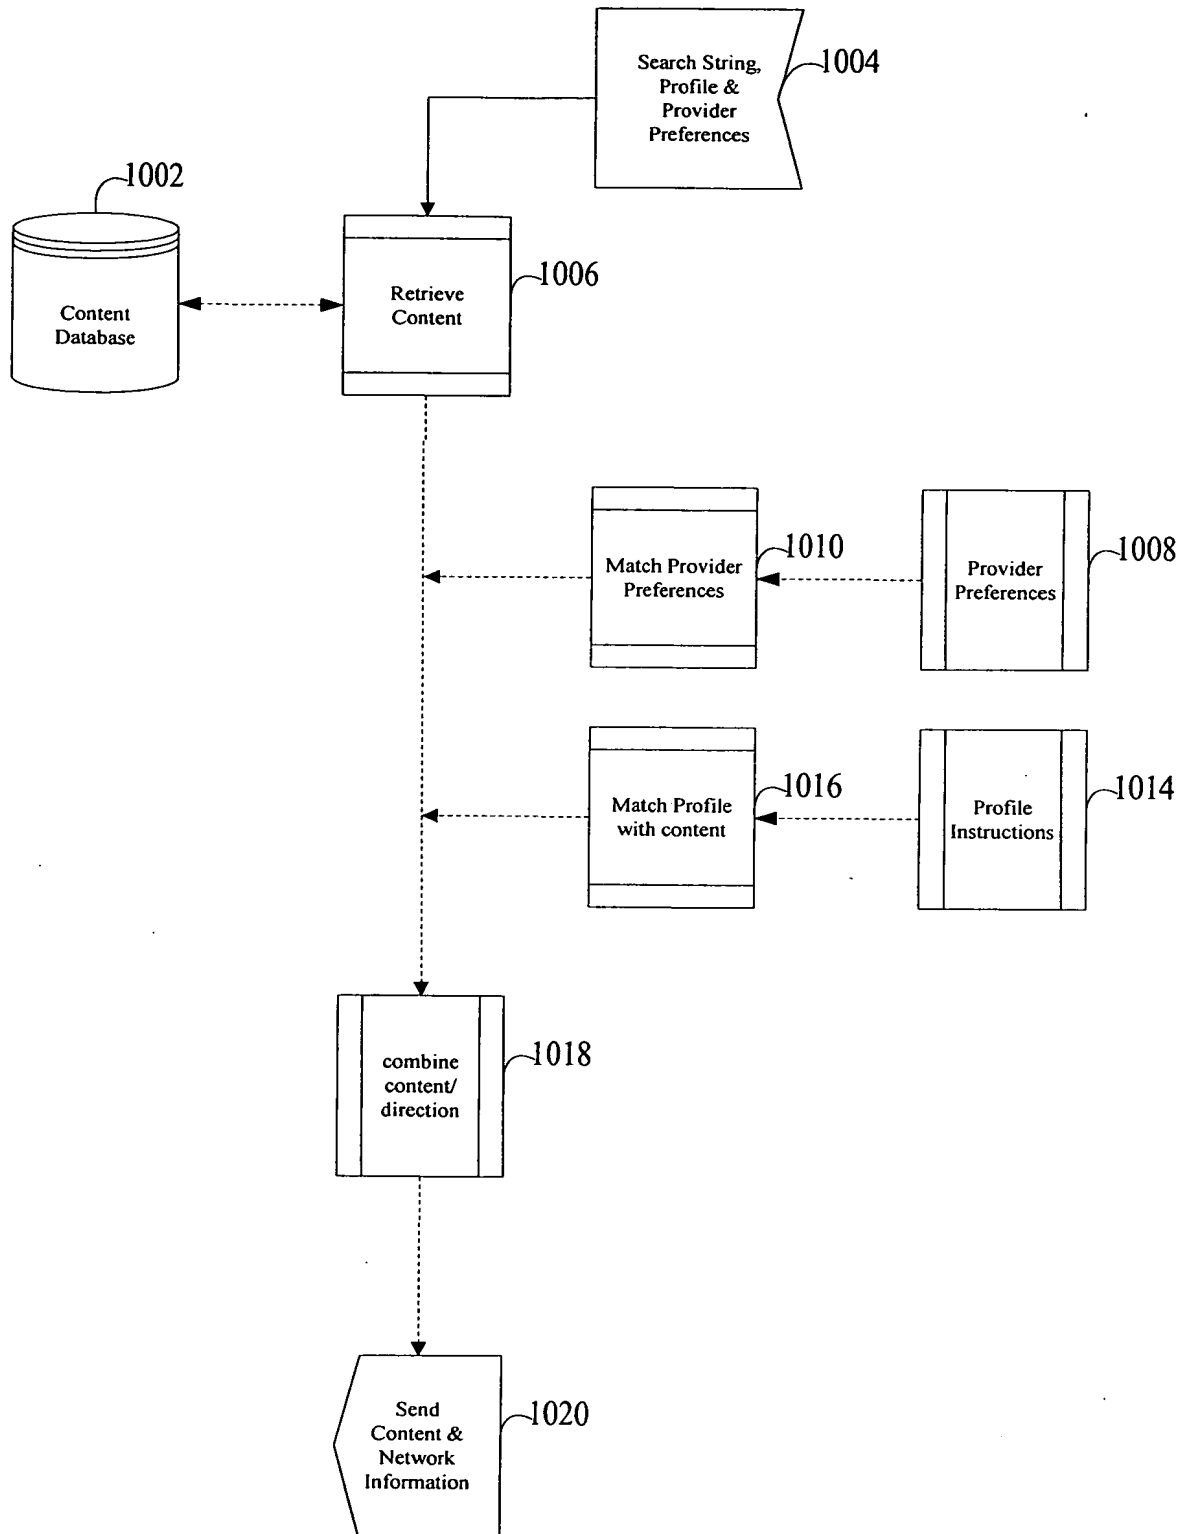 Search String,
Profile &
Provider
Preferences
1004
1002
Content
Database
Retrieve
Content
1006
Match Provider
Preferences
1010
Provider
Preferences
1008
Match Profile
with content
1016
Profile
Instructions
1014
combine
content/
direction
1018
Send
Content &
Network
Information
1020